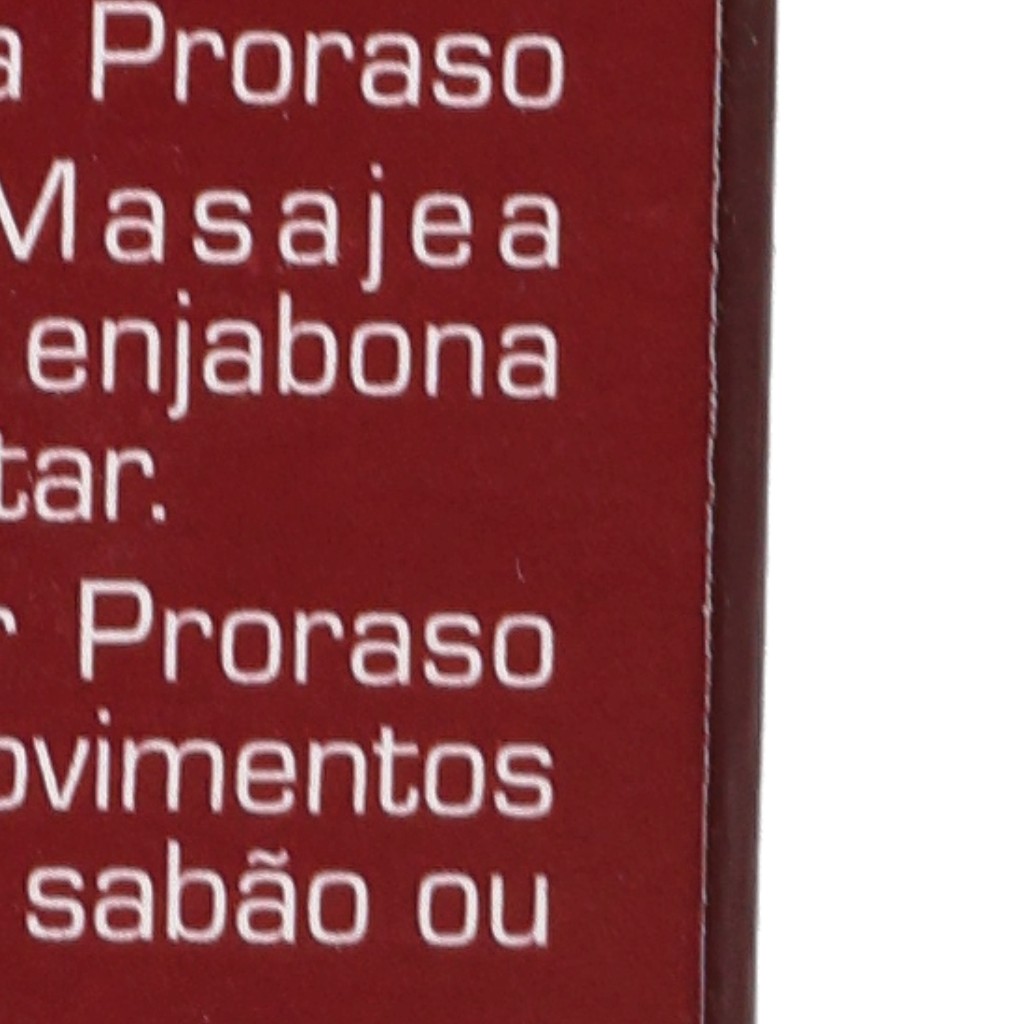 a Proraso
Masajea
enjabona
tar.
r Proraso
ovimentos
sabão ou